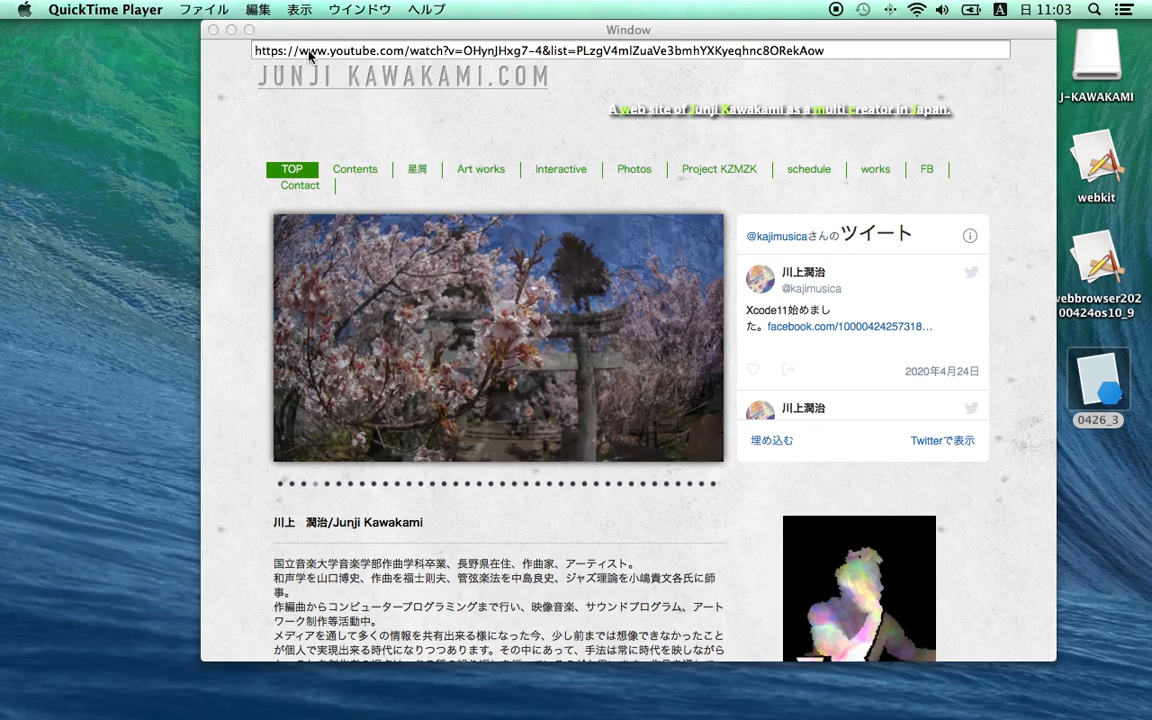 QuickTime Player ファイル 編集 表示 ウインドウ ヘルプ A 日 11:03
Window
https://www.youtube.com/watch?v=OHynJHxg7-4&list=PLzgV4mlZuaVe3bmhYXKyeqhnc8ORekAow
JUNJI KAWAKAMI.COM
A web site of Junji Kawakami as a multi creator in Japan.
TOP Contents 星屑 Art works Interactive Photos Project KZMZK schedule works FB
Contact
@kajimusicaさんのツイート
川上潤治
@kajimusica
Xcode11始めまし
た。facebook.com/10000424257318…
2020年4月24日
川上潤治
埋め込む Twitterで表示
川上 潤治/Junji Kawakami
国立音楽大学音楽学部作曲学科卒業、長野県在住、作曲家、アーティスト。
和声学を山口博史、作曲を福士則夫、管弦楽法を中島良史、ジャズ理論を小嶋貴文各氏に師
事。
作編曲からコンピュータープログラミングまで行い、映像音楽、サウンドプログラム、アート
ワーク制作等活動中。
メディアを通して多くの情報を共有出来る様になった今、少し前までは想像できなかったこと
が個人で実現出来る時代になりつつあります。その中にあって、手法は常に時代を映しながら
J-KAWAKAMI
webkit
webbrowser202
00424os10_9
0426_3